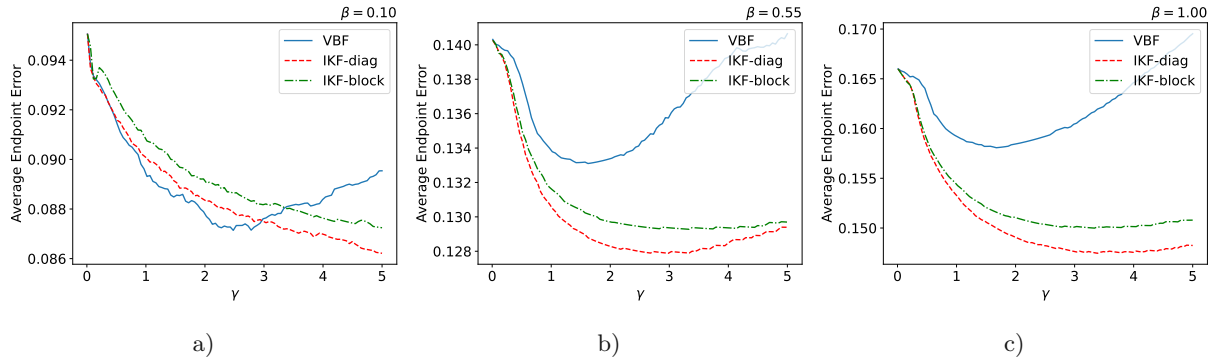 β = 0.10
Average Endpoint Error
0.094
0.092
0.090
0.088
0.086
VBF
IKF-diag
IKF-block
0 1 2 3 4 5
γ
a)
β = 0.55
Average Endpoint Error
0.140
0.138
0.136
0.134
0.132
0.130
0.128
VBF
IKF-diag
IKF-block
0 1 2 3 4 5
γ
b)
β = 1.00
Average Endpoint Error
0.170
0.165
0.160
0.155
0.150
VBF
IKF-diag
IKF-block
0 1 2 3 4 5
γ
c)